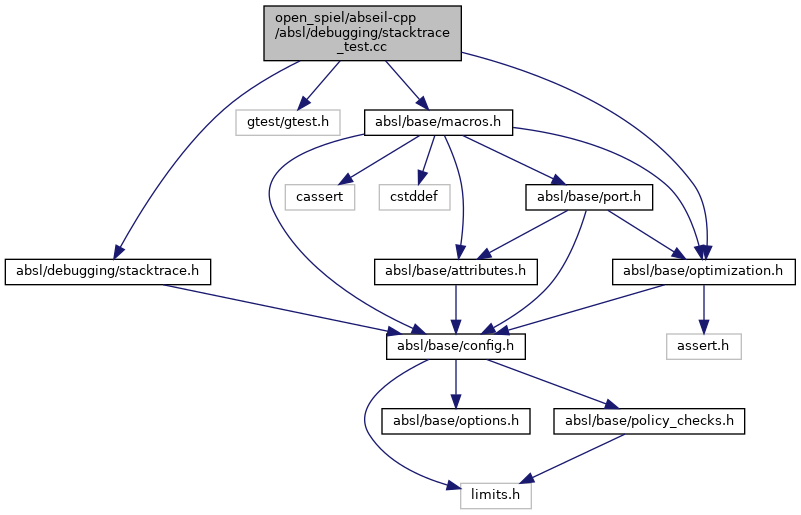 open_spiel/abseil-cpp
/absl/debugging/stacktrace
_test.cc
gtest/gtest.h
absl/base/macros.h
cassert
cstddef
absl/base/port.h
absl/debugging/stacktrace.h
absl/base/attributes.h
absl/base/optimization.h
absl/base/config.h
assert.h
absl/base/options.h
absl/base/policy_checks.h
limits.h